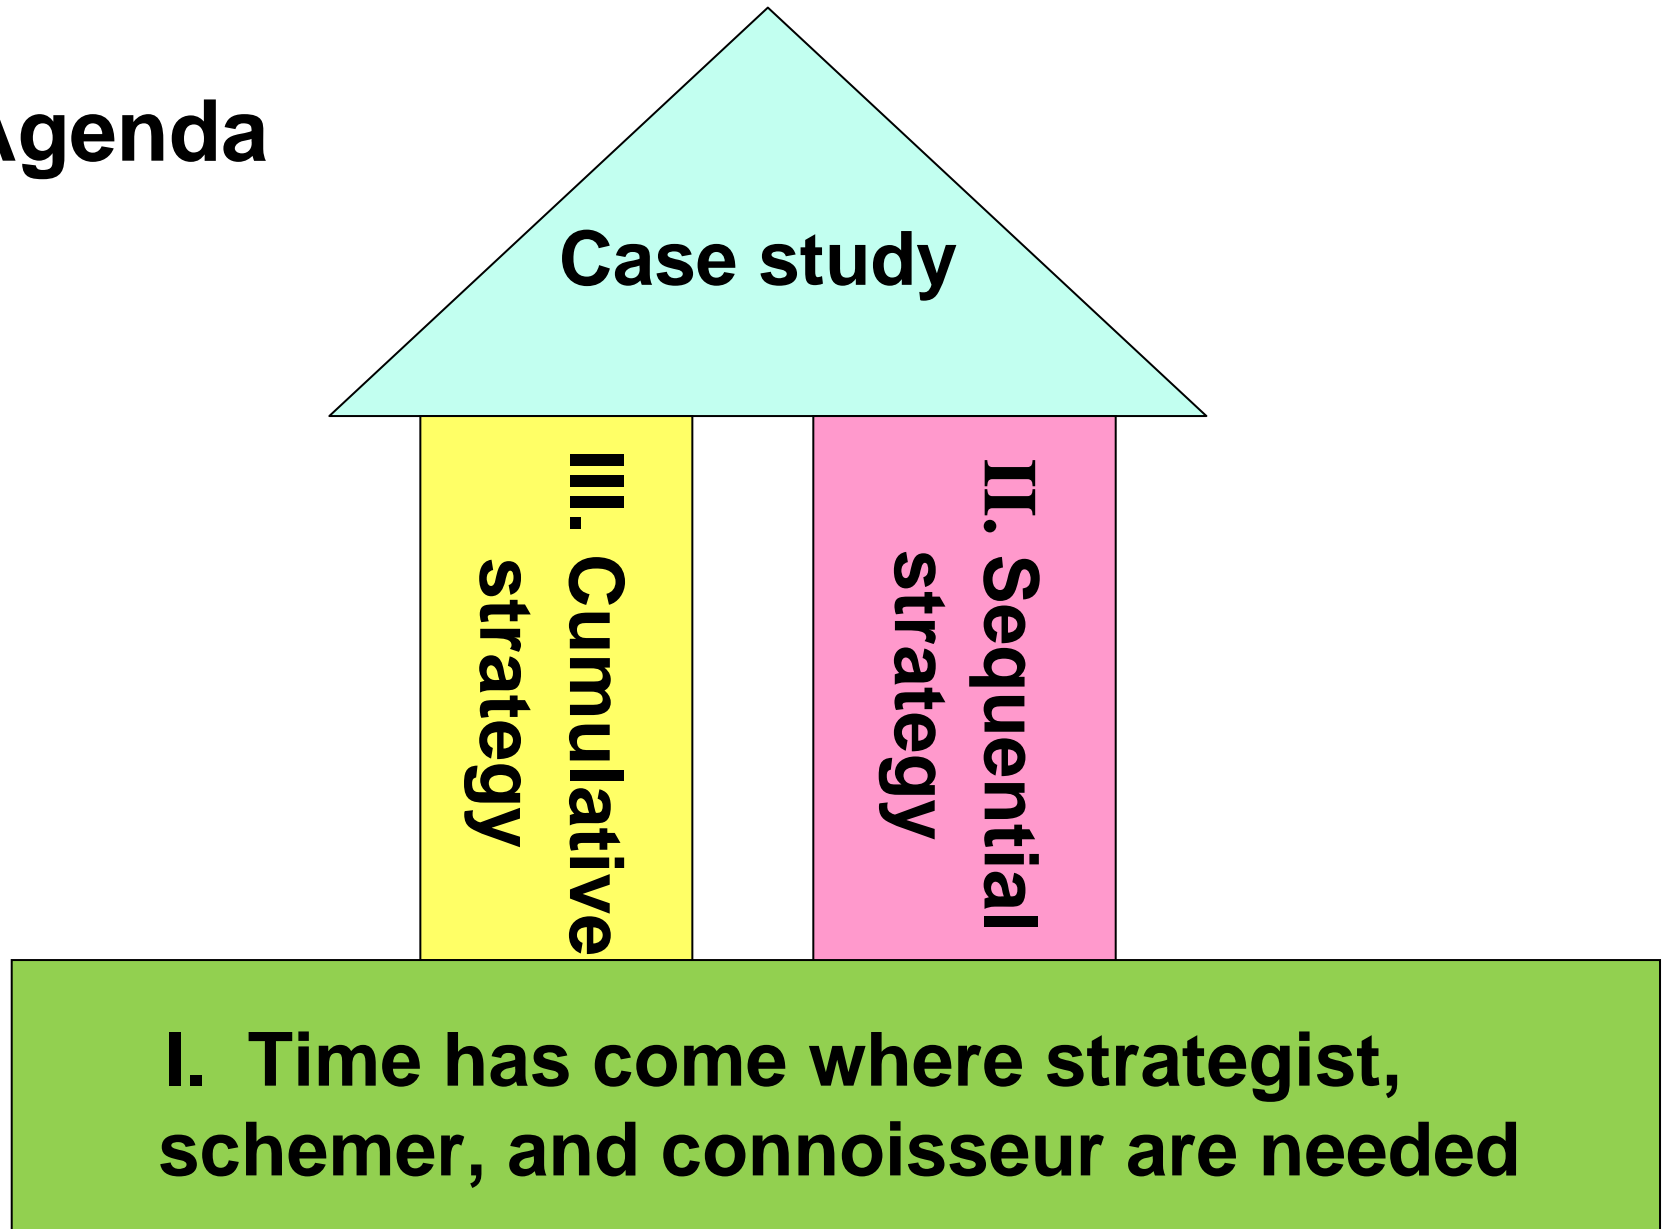 Agenda
Case study
III. Cumulative
strategy
II. Sequential
strategy
I. Time has come where strategist,
schemer, and connoisseur are needed